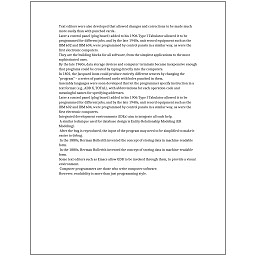 Text editors were also developed that allowed changes and corrections to be made much
more easily than with punched cards.
Later a control panel (plug board) added to his 1906 Type I Tabulator allowed it to be
programmed for different jobs, and by the late 1940s, unit record equipment such as the
IBM 602 and IBM 604, were programmed by control panels in a similar way, as were the
first electronic computers.
They are the building blocks for all software, from the simplest applications to the most
sophisticated ones.
By the late 1960s, data storage devices and computer terminals became inexpensive enough
that programs could be created by typing directly into the computers.
In 1801, the Jacquard loom could produce entirely different weaves by changing the
"program" - a series of pasteboard cards with holes punched in them.
Assembly languages were soon developed that let the programmer specify instruction in a
text format (e.g., ADD X, TOTAL), with abbreviations for each operation code and
meaningful names for specifying addresses.
Later a control panel (plug board) added to his 1906 Type I Tabulator allowed it to be
programmed for different jobs, and by the late 1940s, unit record equipment such as the
IBM 602 and IBM 604, were programmed by control panels in a similar way, as were the
first electronic computers.
Integrated development environments (IDEs) aim to integrate all such help.
A similar technique used for database design is Entity-Relationship Modeling (ER
Modeling).
After the bug is reproduced, the input of the program may need to be simplified to make it
easier to debug.
In the 1880s, Herman Hollerith invented the concept of storing data in machine-readable
form.
In the 1880s, Herman Hollerith invented the concept of storing data in machine-readable
form.
Some text editors such as Emacs allow GDB to be invoked through them, to provide a visual
environment.
Computer programmers are those who write computer software.
However, readability is more than just programming style.